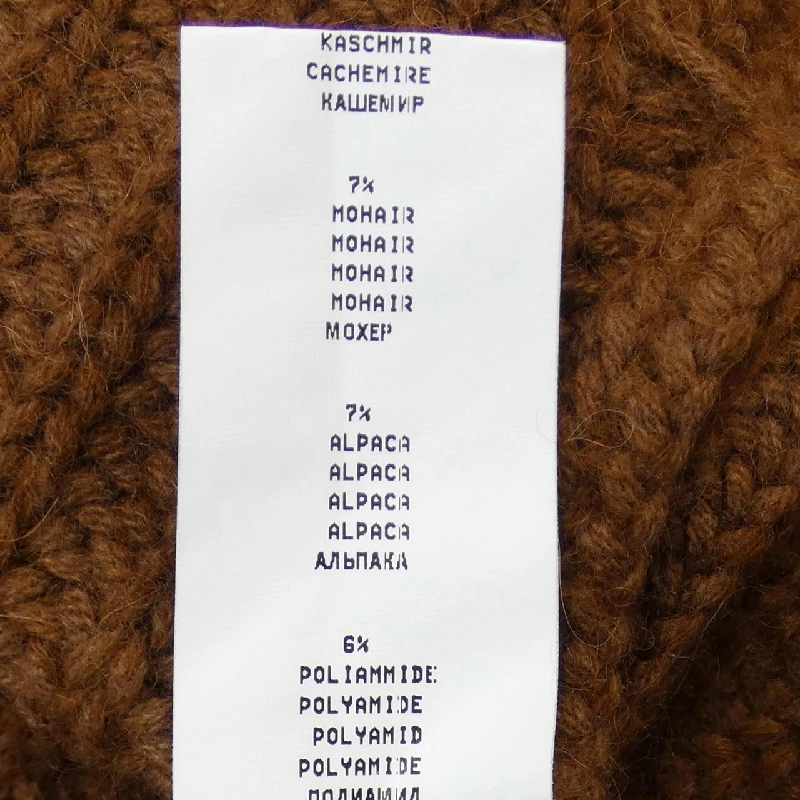 KASCHMIR
CACHEMIRE
КАШЕМИР
7%
MOHAIR
MOHAIR
MOHAIR
MOHAIR
МОХЕР
7%
ALPACA
ALPACA
ALPACA
ALPACA
АЛЬПАКА
6%
POLIAMMIDE
POLYAMIDE
POLYAMID
POLYAMIDE
ПОЛИАМИД